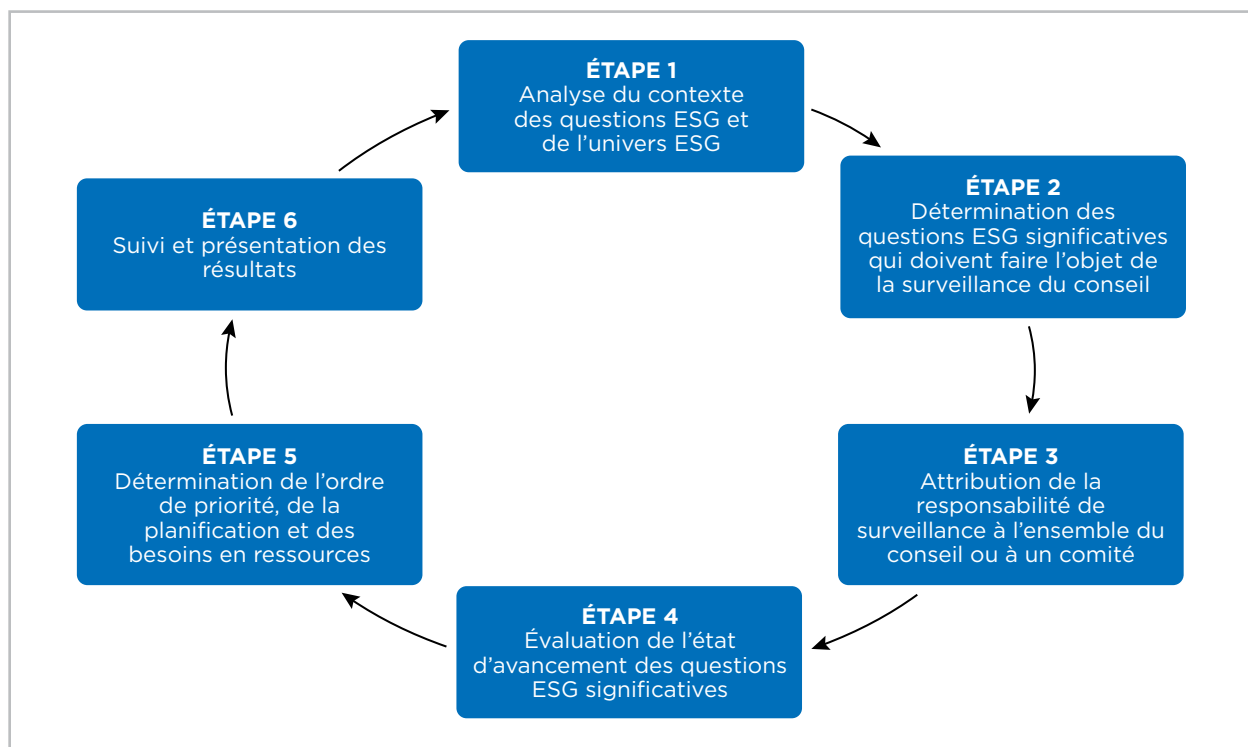 ÉTAPE 1
Analyse du contexte
des questions ESG et
de l’univers ESG
ÉTAPE 2
Détermination des
questions ESG significatives
qui doivent faire l’objet de
la surveillance du conseil
ÉTAPE 3
Attribution de la
responsabilité de
surveillance à l’ensemble du
conseil ou à un comité
ÉTAPE 4
Évaluation de l’état
d’avancement des questions
ESG significatives
ÉTAPE 5
Détermination de l’ordre
de priorité, de la
planification et des
besoins en ressources
ÉTAPE 6
Suivi et présentation des
résultats